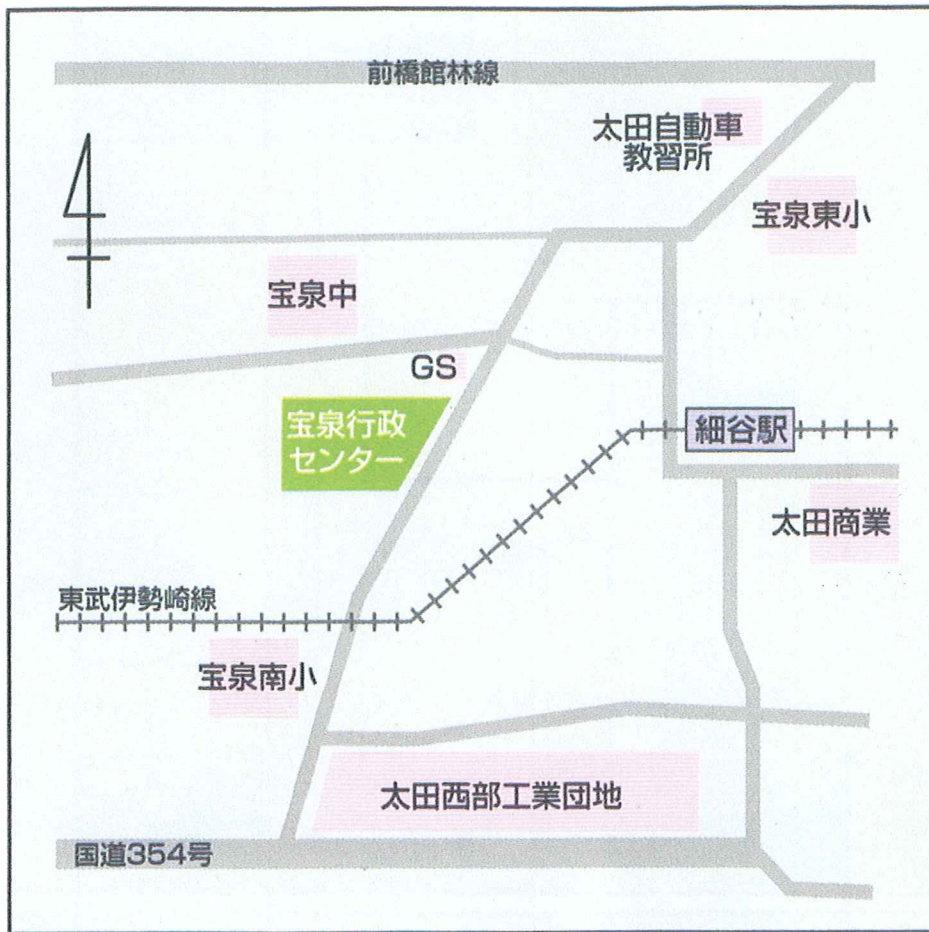 前橋館林線
太田自動車
教習所
宝泉東小
宝泉中
GS
宝泉行政
センター
細谷駅
太田商業
東武伊勢崎線
宝泉南小
太田西部工業団地
国道354号